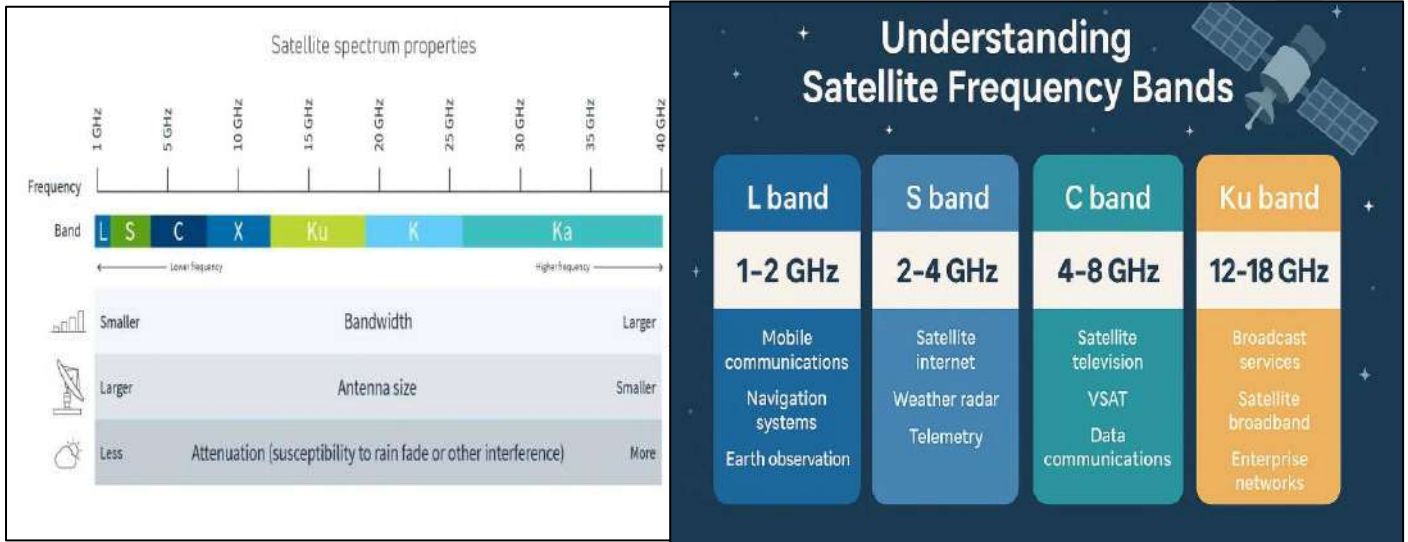 Satellite spectrum properties
1 GHz
5 GHz
10 GHz
15 GHz
20 GHz
25 GHz
30 GHz
35 GHz
40 GHz
Frequency
Band
L S C X Ku K Ka
Lower frequency
Higher frequency
Smaller Bandwidth Larger
Larger Antenna size Smaller
Less Attenuation (susceptibility to rain fade or other interference) More
Understanding
Satellite Frequency Bands
L band
1–2 GHz
Mobile
communications
Navigation
systems
Earth observation
S band
2–4 GHz
Satellite
internet
Weather radar
Telemetry
C band
4–8 GHz
Satellite
television
VSAT
Data
communications
Ku band
12–18 GHz
Broadcast
services
Satellite
broadband
Enterprise
networks